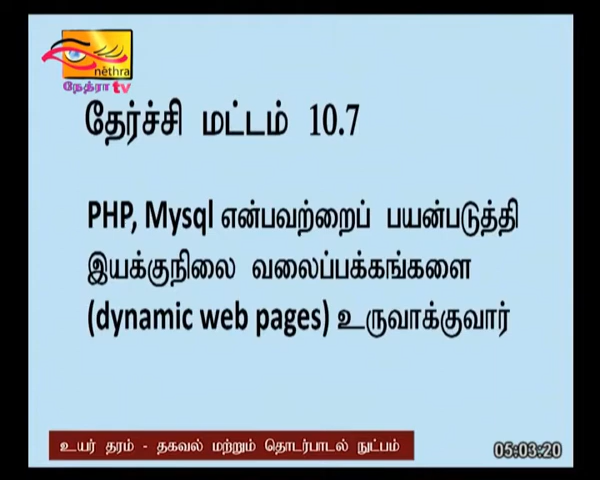 nethra
நேத்ரா tv
தேர்ச்சி மட்டம் 10.7
PHP, Mysql என்பவற்றைப் பயன்படுத்தி
இயக்குநிலை வலைப்பக்கங்களை
(dynamic web pages) உருவாக்குவார்
உயர் தரம் - தகவல் மற்றும் தொடர்பாடல் நுட்பம்
05:03:20